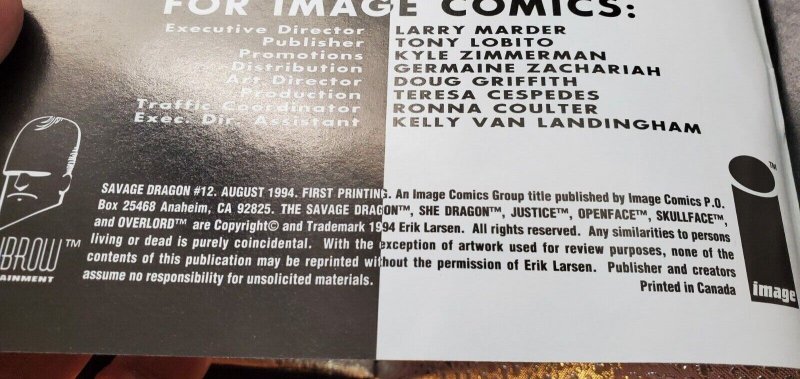 FOR IMAGE COMICS:
Executive Director LARRY MARDER
Publisher TONY LOBITO
Promotions KYLE ZIMMERMAN
Distribution GERMAINE ZACHARIAH
Art Director DOUG GRIFFITH
Production TERESA CESPEDES
Traffic Coordinator RONNA COULTER
Exec. Dir. Assistant KELLY VAN LANDINGHAM
SAVAGE DRAGON #12. AUGUST 1994. FIRST PRINTING. An Image Comics Group title published by Image Comics P.O.
Box 25468 Anaheim, CA 92825. THE SAVAGE DRAGON™, SHE DRAGON™, JUSTICE™, OPENFACE™, SKULLFACE™,
and OVERLORD™ are Copyright© and Trademark 1994 Erik Larsen. All rights reserved. Any similarities to persons
living or dead is purely coincidental. With the exception of artwork used for review purposes, none of the
contents of this publication may be reprinted without the permission of Erik Larsen. Publisher and creators
assume no responsibility for unsolicited materials.
Printed in Canada
NBROW™
AINMENT
TM
image